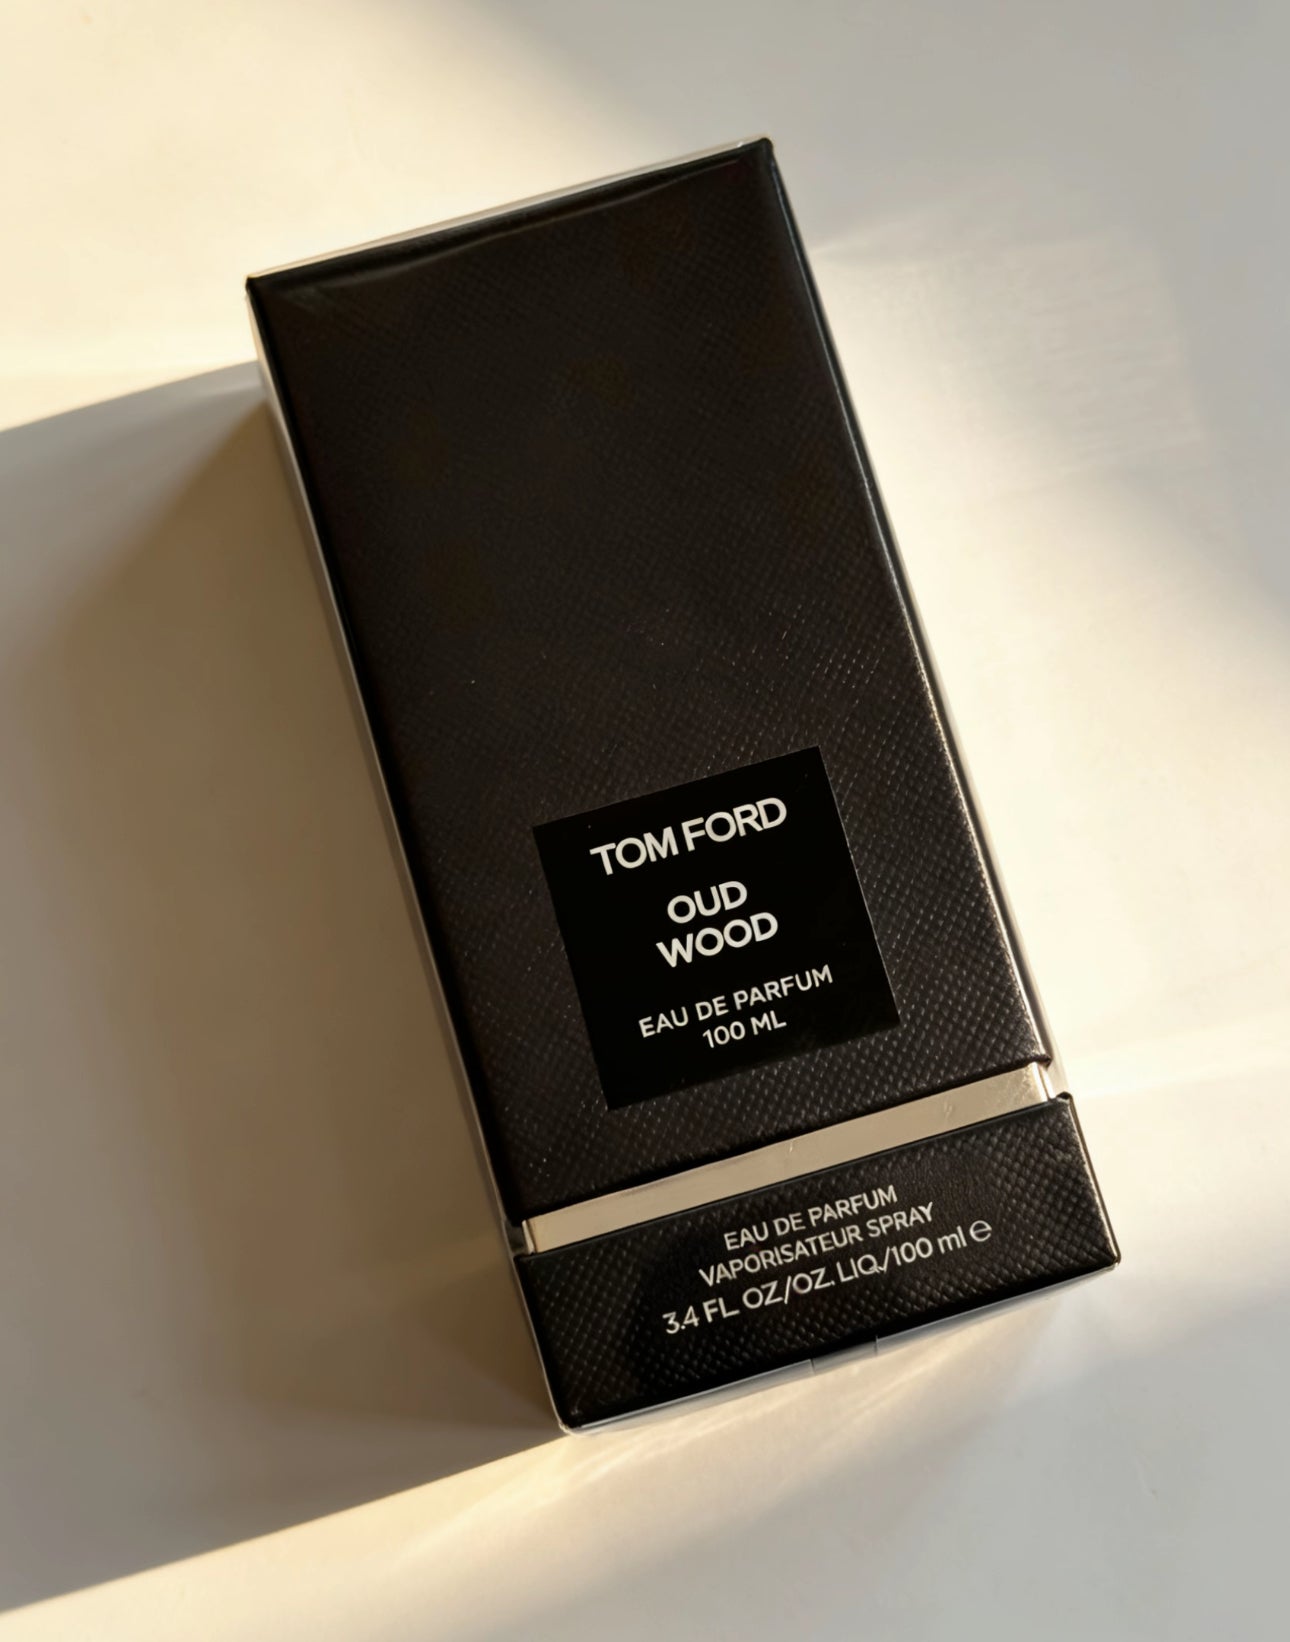 TOM FORD
OUD
WOOD
EAU DE PARFUM
100 ML
EAU DE PARFUM
VAPORISATEUR SPRAY
3.4 FL OZ/OZ. LIQ./100 ml ℮